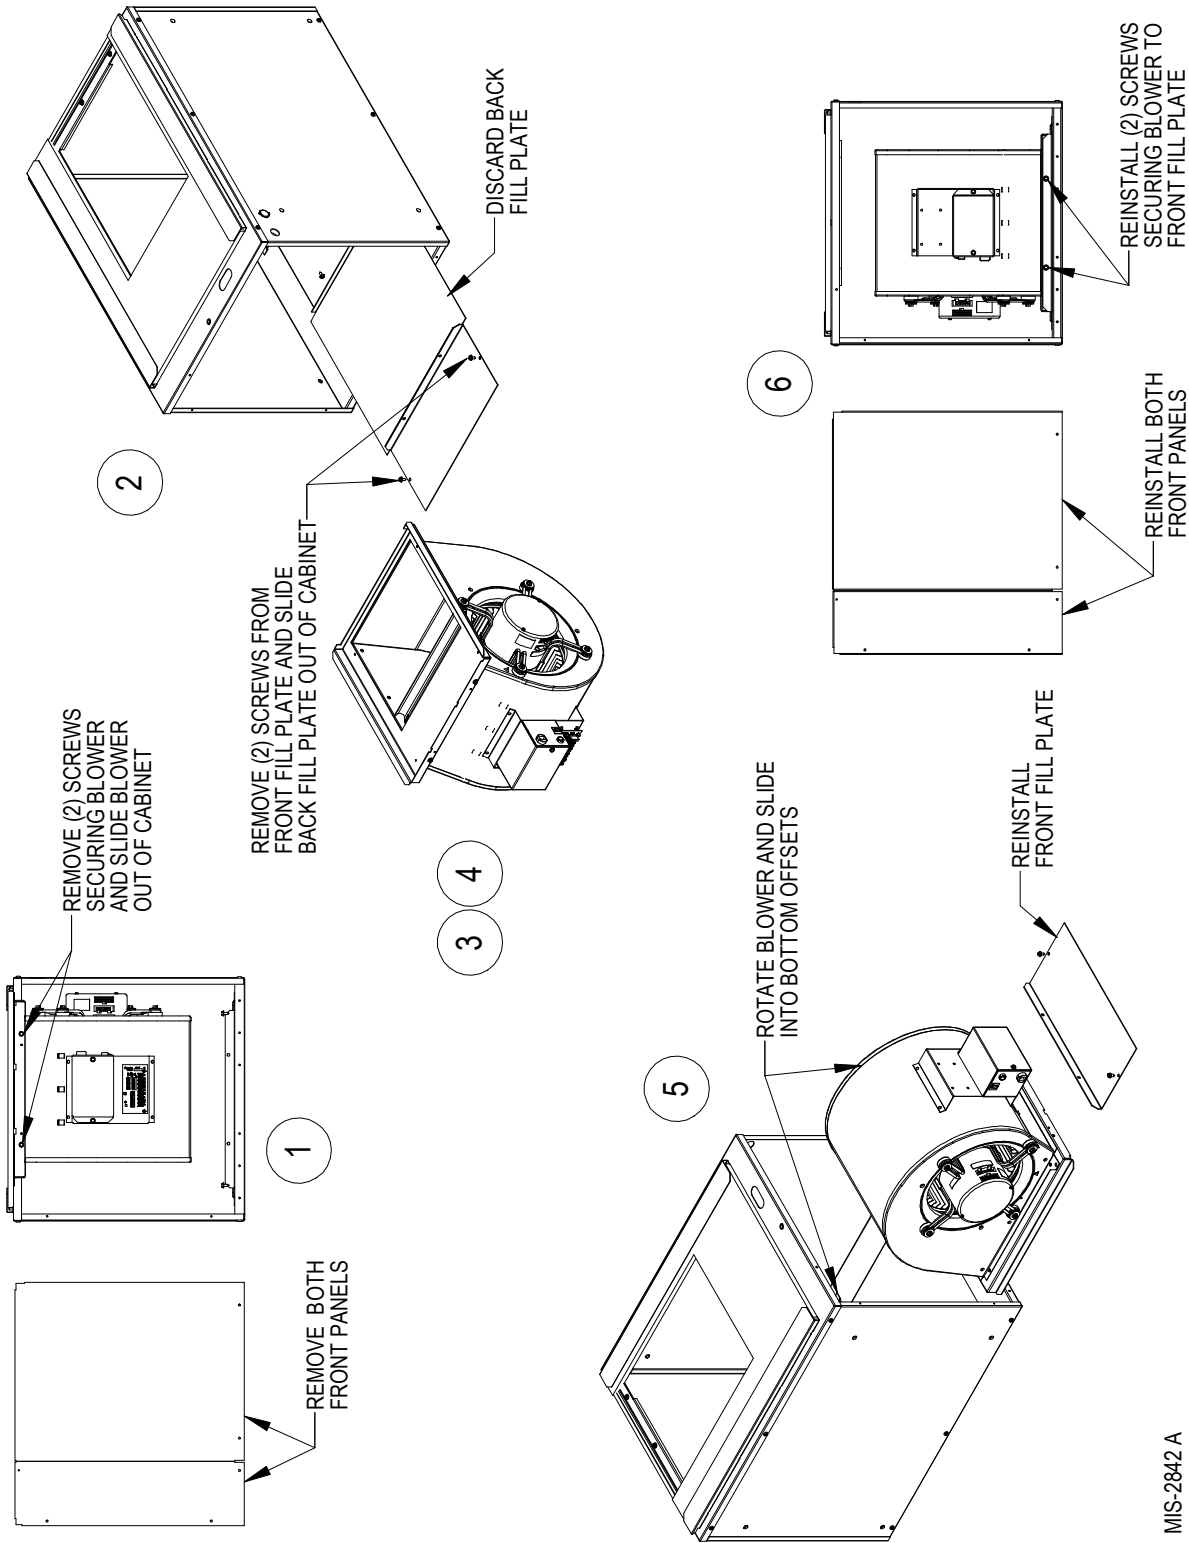 1
REMOVE BOTH
FRONT PANELS
REMOVE (2) SCREWS
SECURING BLOWER
AND SLIDE BLOWER
OUT OF CABINET
2
DISCARD BACK
FILL PLATE
REMOVE (2) SCREWS FROM
FRONT FILL PLATE AND SLIDE
BACK FILL PLATE OUT OF CABINET
3
4
5
ROTATE BLOWER AND SLIDE
INTO BOTTOM OFFSETS
REINSTALL
FRONT FILL PLATE
6
REINSTALL BOTH
FRONT PANELS
REINSTALL (2) SCREWS
SECURING BLOWER TO
FRONT FILL PLATE
MIS-2842 A